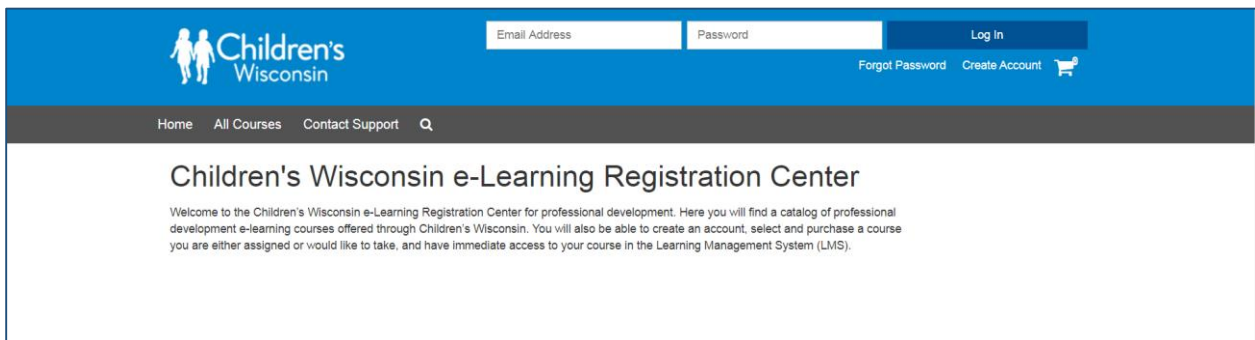 Children's
Wisconsin
Email Address
Password
Log In
Forgot Password
Create Account
0
Home
All Courses
Contact Support
Children's Wisconsin e-Learning Registration Center
Welcome to the Children's Wisconsin e-Learning Registration Center for professional development. Here you will find a catalog of professional
development e-learning courses offered through Children's Wisconsin. You will also be able to create an account, select and purchase a course
you are either assigned or would like to take, and have immediate access to your course in the Learning Management System (LMS).